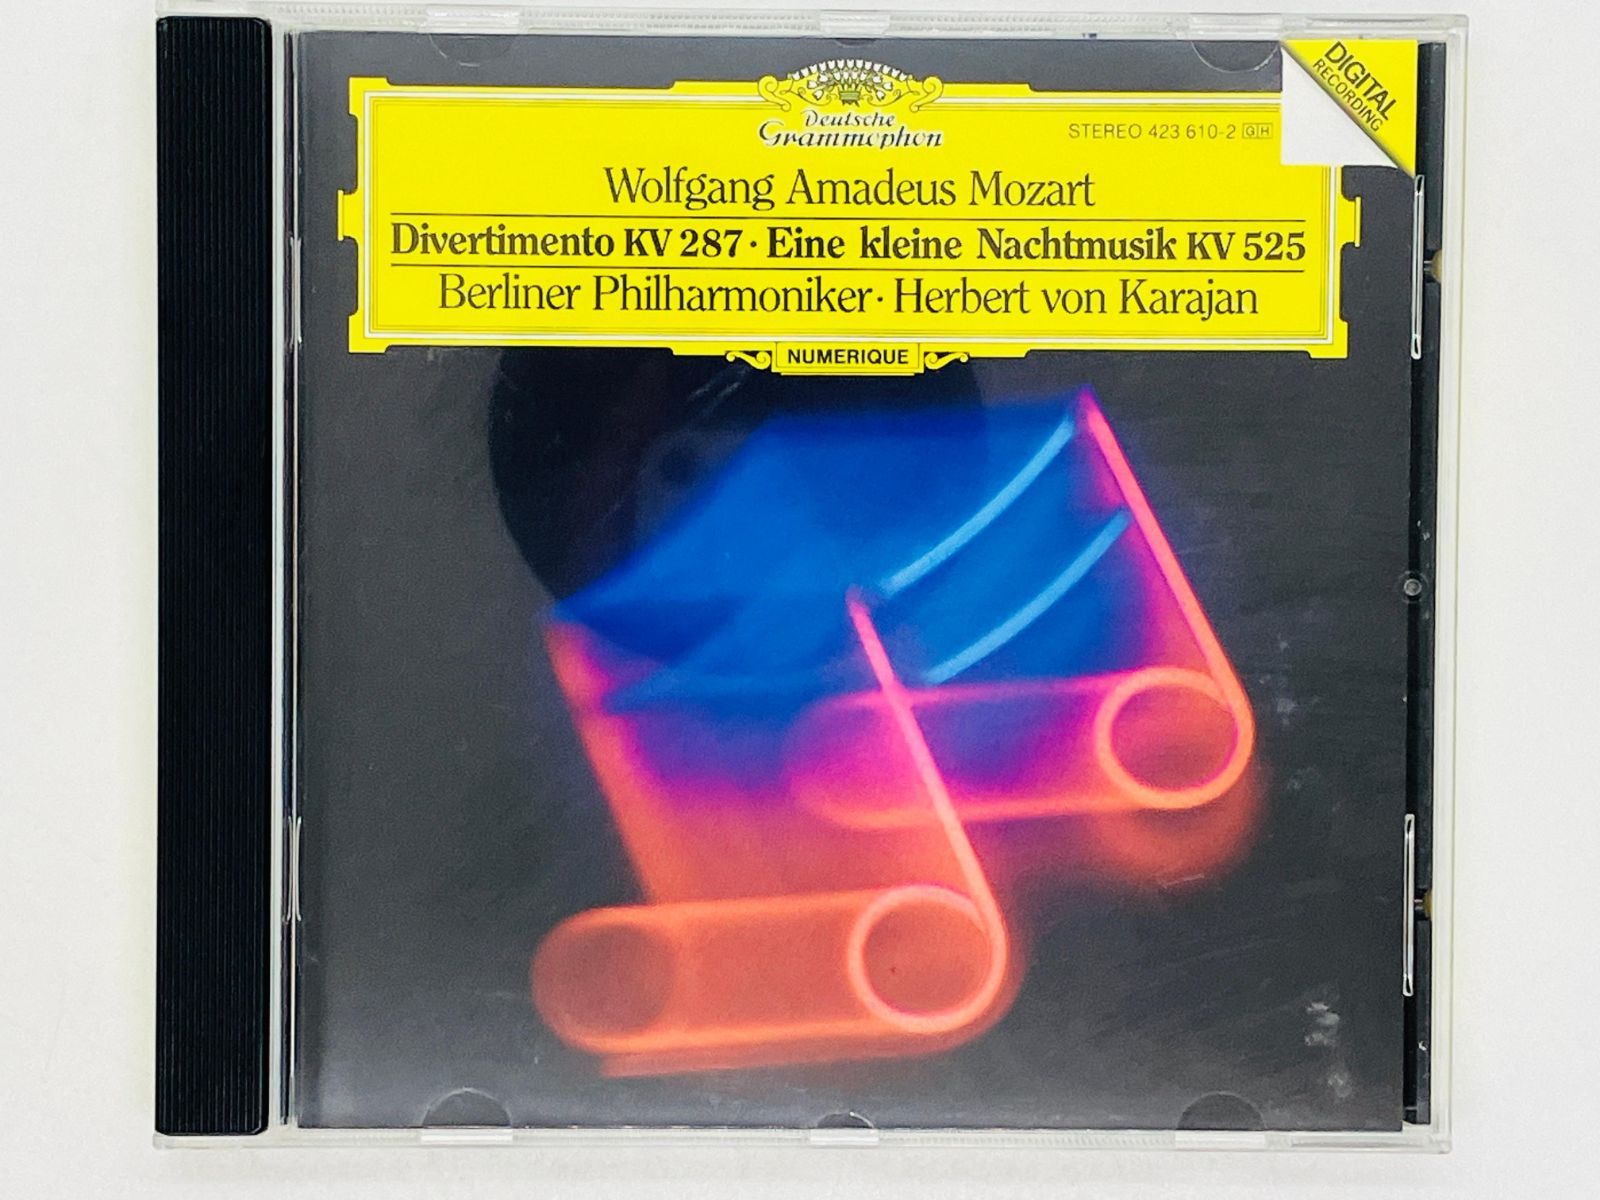 DIGITAL
RECORDING
Deutsche
Grammophon
STEREO 423 610-2 GH
Wolfgang Amadeus Mozart
Divertimento KV 287 · Eine kleine Nachtmusik KV 525
Berliner Philharmoniker · Herbert von Karajan
NUMERIQUE